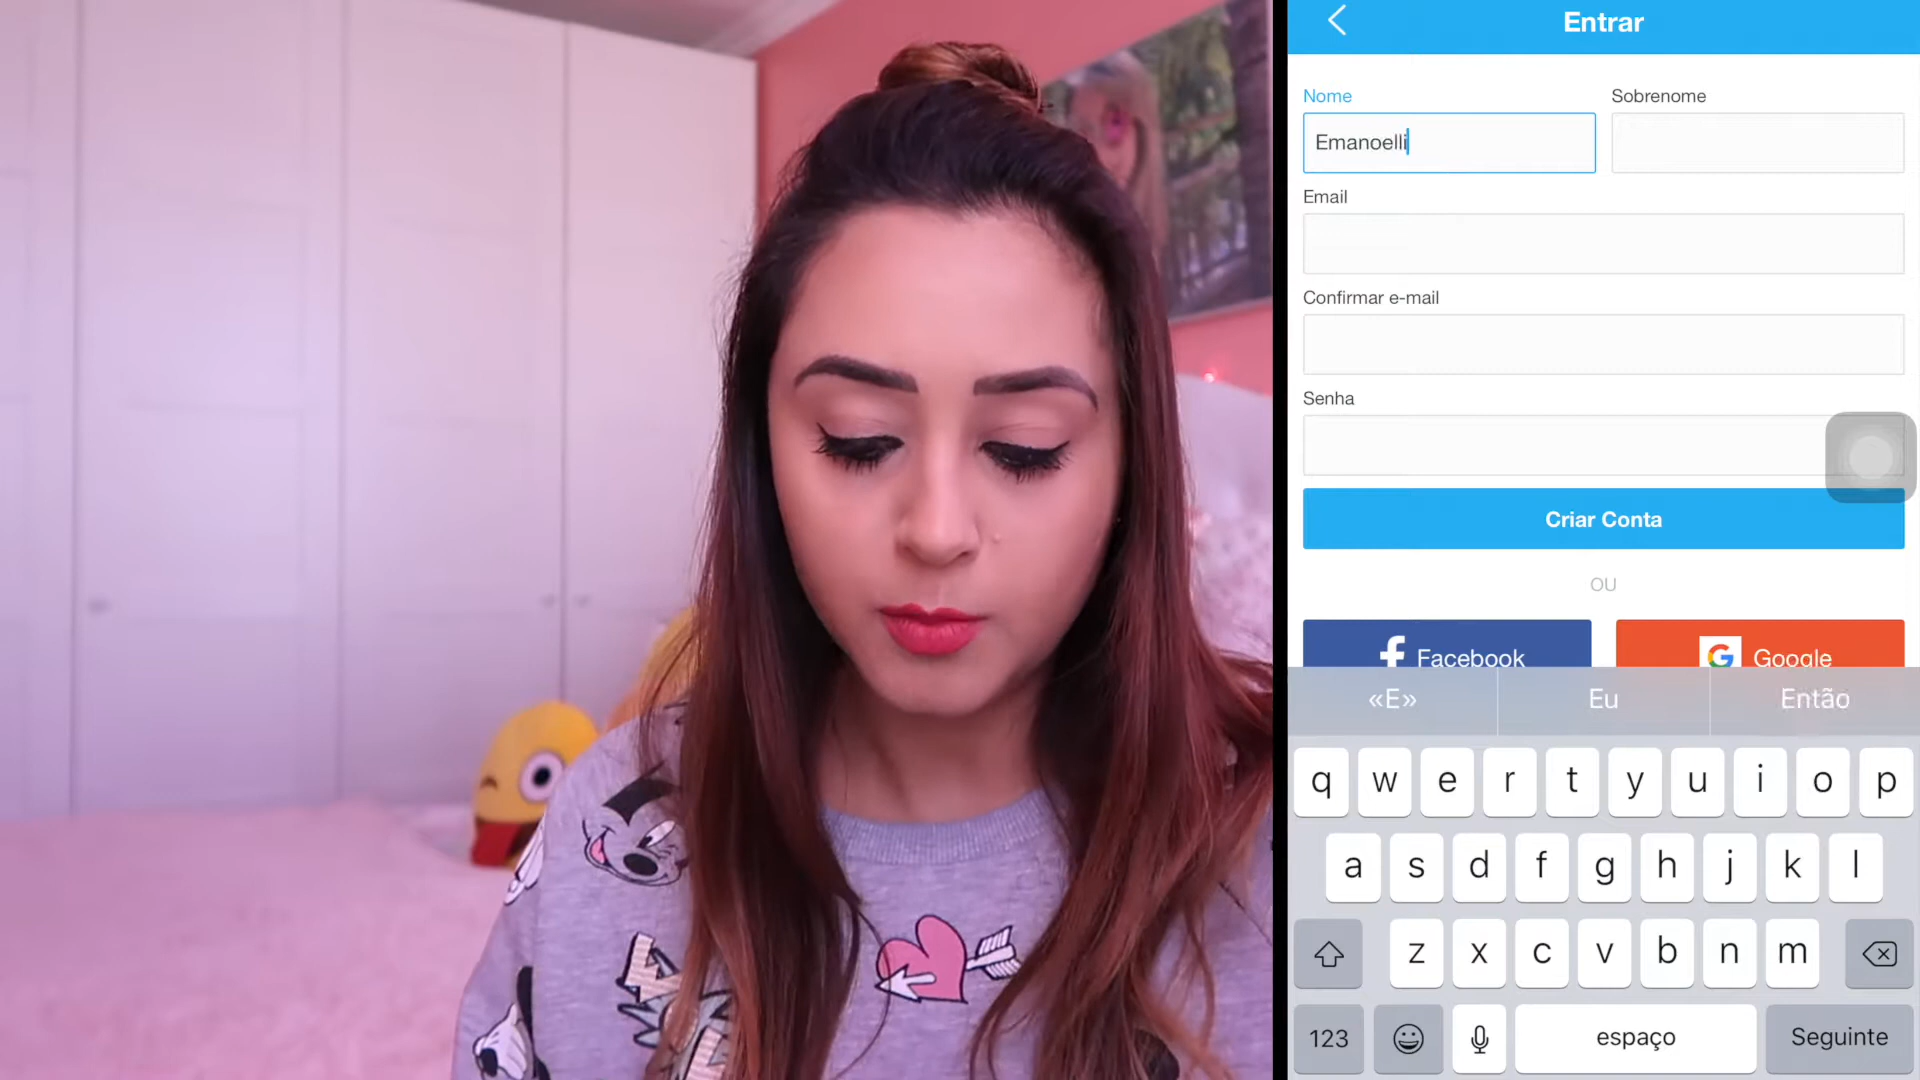 Entrar
Nome Sobrenome
Emanoelli
Email
Confirmar e-mail
Senha
Criar Conta
OU
Facebook Google
«E» Eu Então
q w e r t y u i o p
a s d f g h j k l
z x c v b n m
123 espaço Seguinte